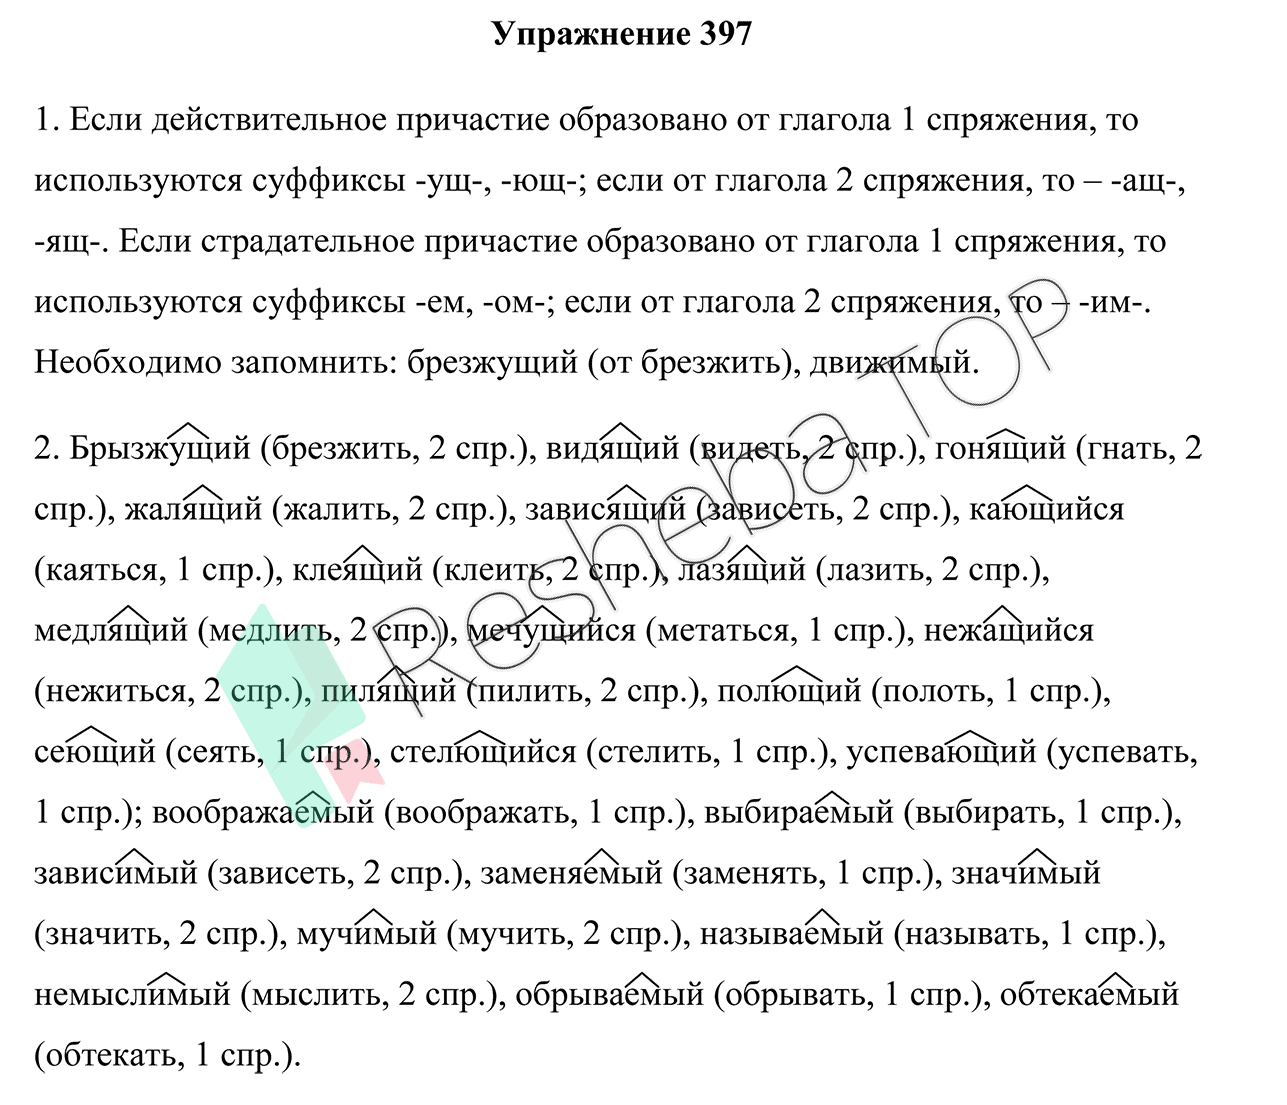 Упражнение 397
1. Если действительное причастие образовано от глагола 1 спряжения, то
используются суффиксы -ущ-, -ющ-; если от глагола 2 спряжения, то – -ащ-,
-ящ-. Если страдательное причастие образовано от глагола 1 спряжения, то
используются суффиксы -ем, -ом-; если от глагола 2 спряжения, то – -им-.
Необходимо запомнить: брезжущий (от брезжить), движимый.
2. Брызжущий (брезжить, 2 спр.), видящий (видеть, 2 спр.), гонящий (гнать, 2
спр.), жалящий (жалить, 2 спр.), зависящий (зависеть, 2 спр.), кающийся
(каяться, 1 спр.), клеящий (клеить, 2 спр.), лазящий (лазить, 2 спр.),
медлящий (медлить, 2 спр.), мечущийся (метаться, 1 спр.), нежащийся
(нежиться, 2 спр.), пилящий (пилить, 2 спр.), полющий (полоть, 1 спр.),
сеющий (сеять, 1 спр.), стелющийся (стелить, 1 спр.), успевающий (успевать,
1 спр.); воображаемый (воображать, 1 спр.), выбираемый (выбирать, 1 спр.),
зависимый (зависеть, 2 спр.), заменяемый (заменять, 1 спр.), значимый
(значить, 2 спр.), мучимый (мучить, 2 спр.), называемый (называть, 1 спр.),
немыслимый (мыслить, 2 спр.), обрываемый (обрывать, 1 спр.), обтекаемый
(обтекать, 1 спр.).
Resheba TOP